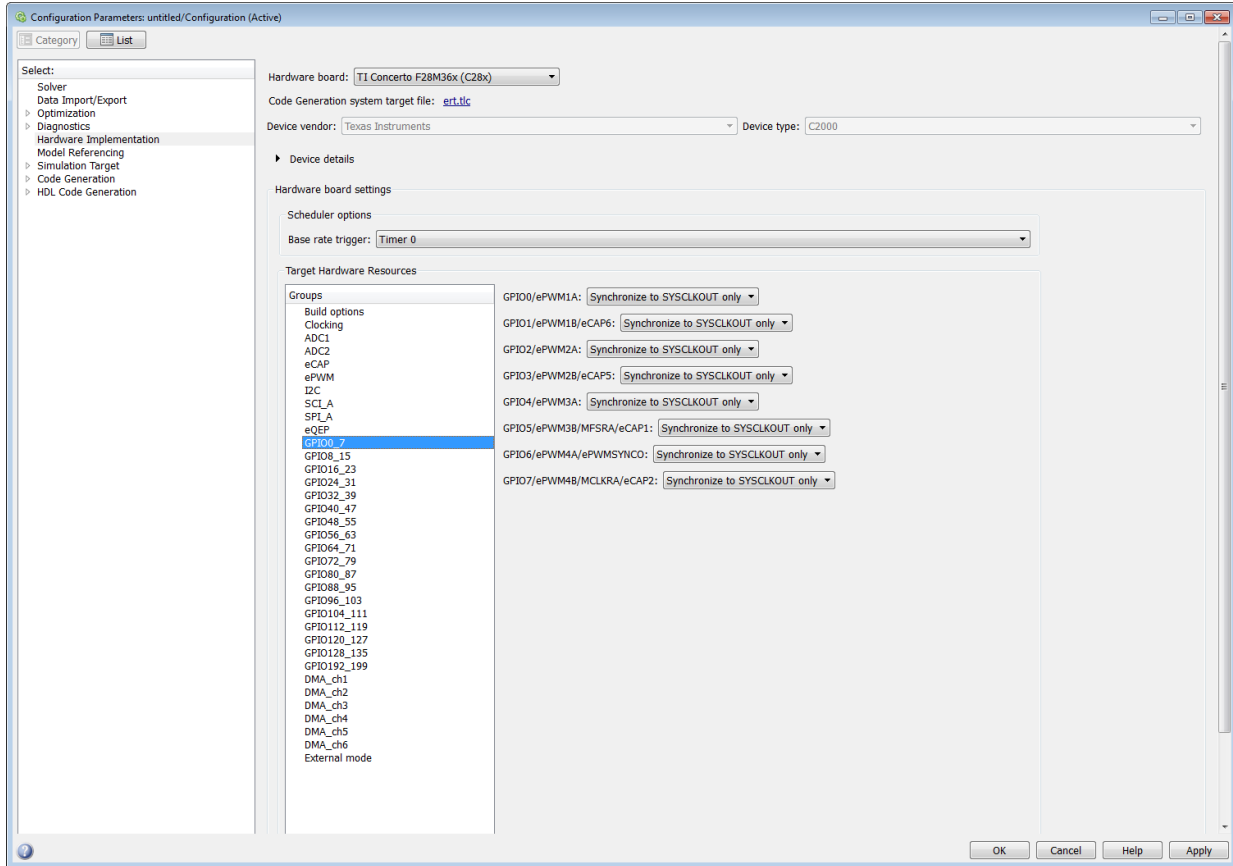 Configuration Parameters: untitled/Configuration (Active)
Category List
Select:
Solver
Data Import/Export
Optimization
Diagnostics
Hardware Implementation
Model Referencing
Simulation Target
Code Generation
HDL Code Generation
Hardware board: TI Concerto F28M36x (C28x)
Code Generation system target file: ert.tlc
Device vendor: Texas Instruments Device type: C2000
Device details
Hardware board settings
Scheduler options
Base rate trigger: Timer 0
Target Hardware Resources
Groups
Build options
Clocking
ADC1
ADC2
eCAP
ePWM
I2C
SCI_A
SPI_A
eQEP
GPIO0_7
GPIO8_15
GPIO16_23
GPIO24_31
GPIO32_39
GPIO40_47
GPIO48_55
GPIO56_63
GPIO64_71
GPIO72_79
GPIO80_87
GPIO88_95
GPIO96_103
GPIO104_111
GPIO112_119
GPIO120_127
GPIO128_135
GPIO192_199
DMA_ch1
DMA_ch2
DMA_ch3
DMA_ch4
DMA_ch5
DMA_ch6
External mode
GPIO0/ePWM1A: Synchronize to SYSCLKOUT only
GPIO1/ePWM1B/eCAP6: Synchronize to SYSCLKOUT only
GPIO2/ePWM2A: Synchronize to SYSCLKOUT only
GPIO3/ePWM2B/eCAP5: Synchronize to SYSCLKOUT only
GPIO4/ePWM3A: Synchronize to SYSCLKOUT only
GPIO5/ePWM3B/MFSRA/eCAP1: Synchronize to SYSCLKOUT only
GPIO6/ePWM4A/ePWMSYNCO: Synchronize to SYSCLKOUT only
GPIO7/ePWM4B/MCLKRA/eCAP2: Synchronize to SYSCLKOUT only
OK Cancel Help Apply